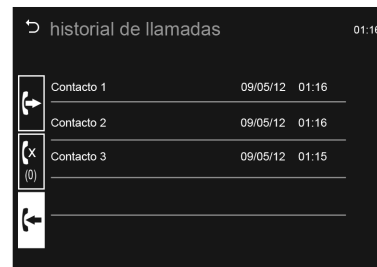 historial de llamadas 01:16
Contacto 1 09/05/12 01:16
Contacto 2 09/05/12 01:16
x
(0)
Contacto 3 09/05/12 01:15